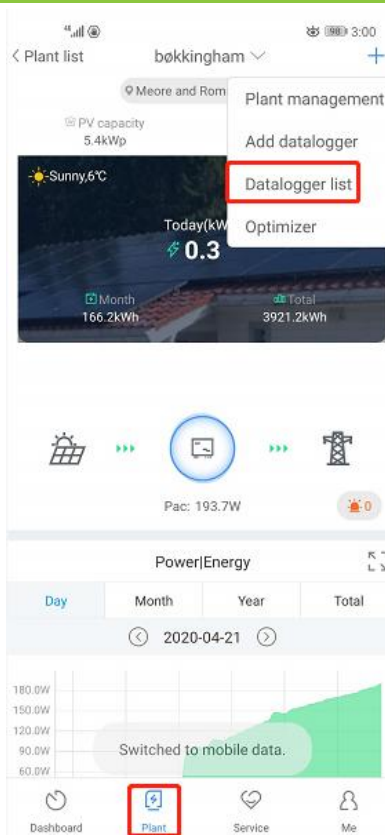 46 98 3:00
< Plant list bøkkingham +
Meore and Rom
Plant management
PV capacity
5.4kWp
Add datalogger
Sunny,6℃
Datalogger list
Today(kW
Optimizer
0.3
Month Total
166.2kWh 3921.2kWh
Pac: 193.7W
0
Power|Energy
Day Month Year Total
2020-04-21
180.0W
150.0W
120.0W
90.0W
Switched to mobile data.
60.0W
Dashboard Plant Service Me